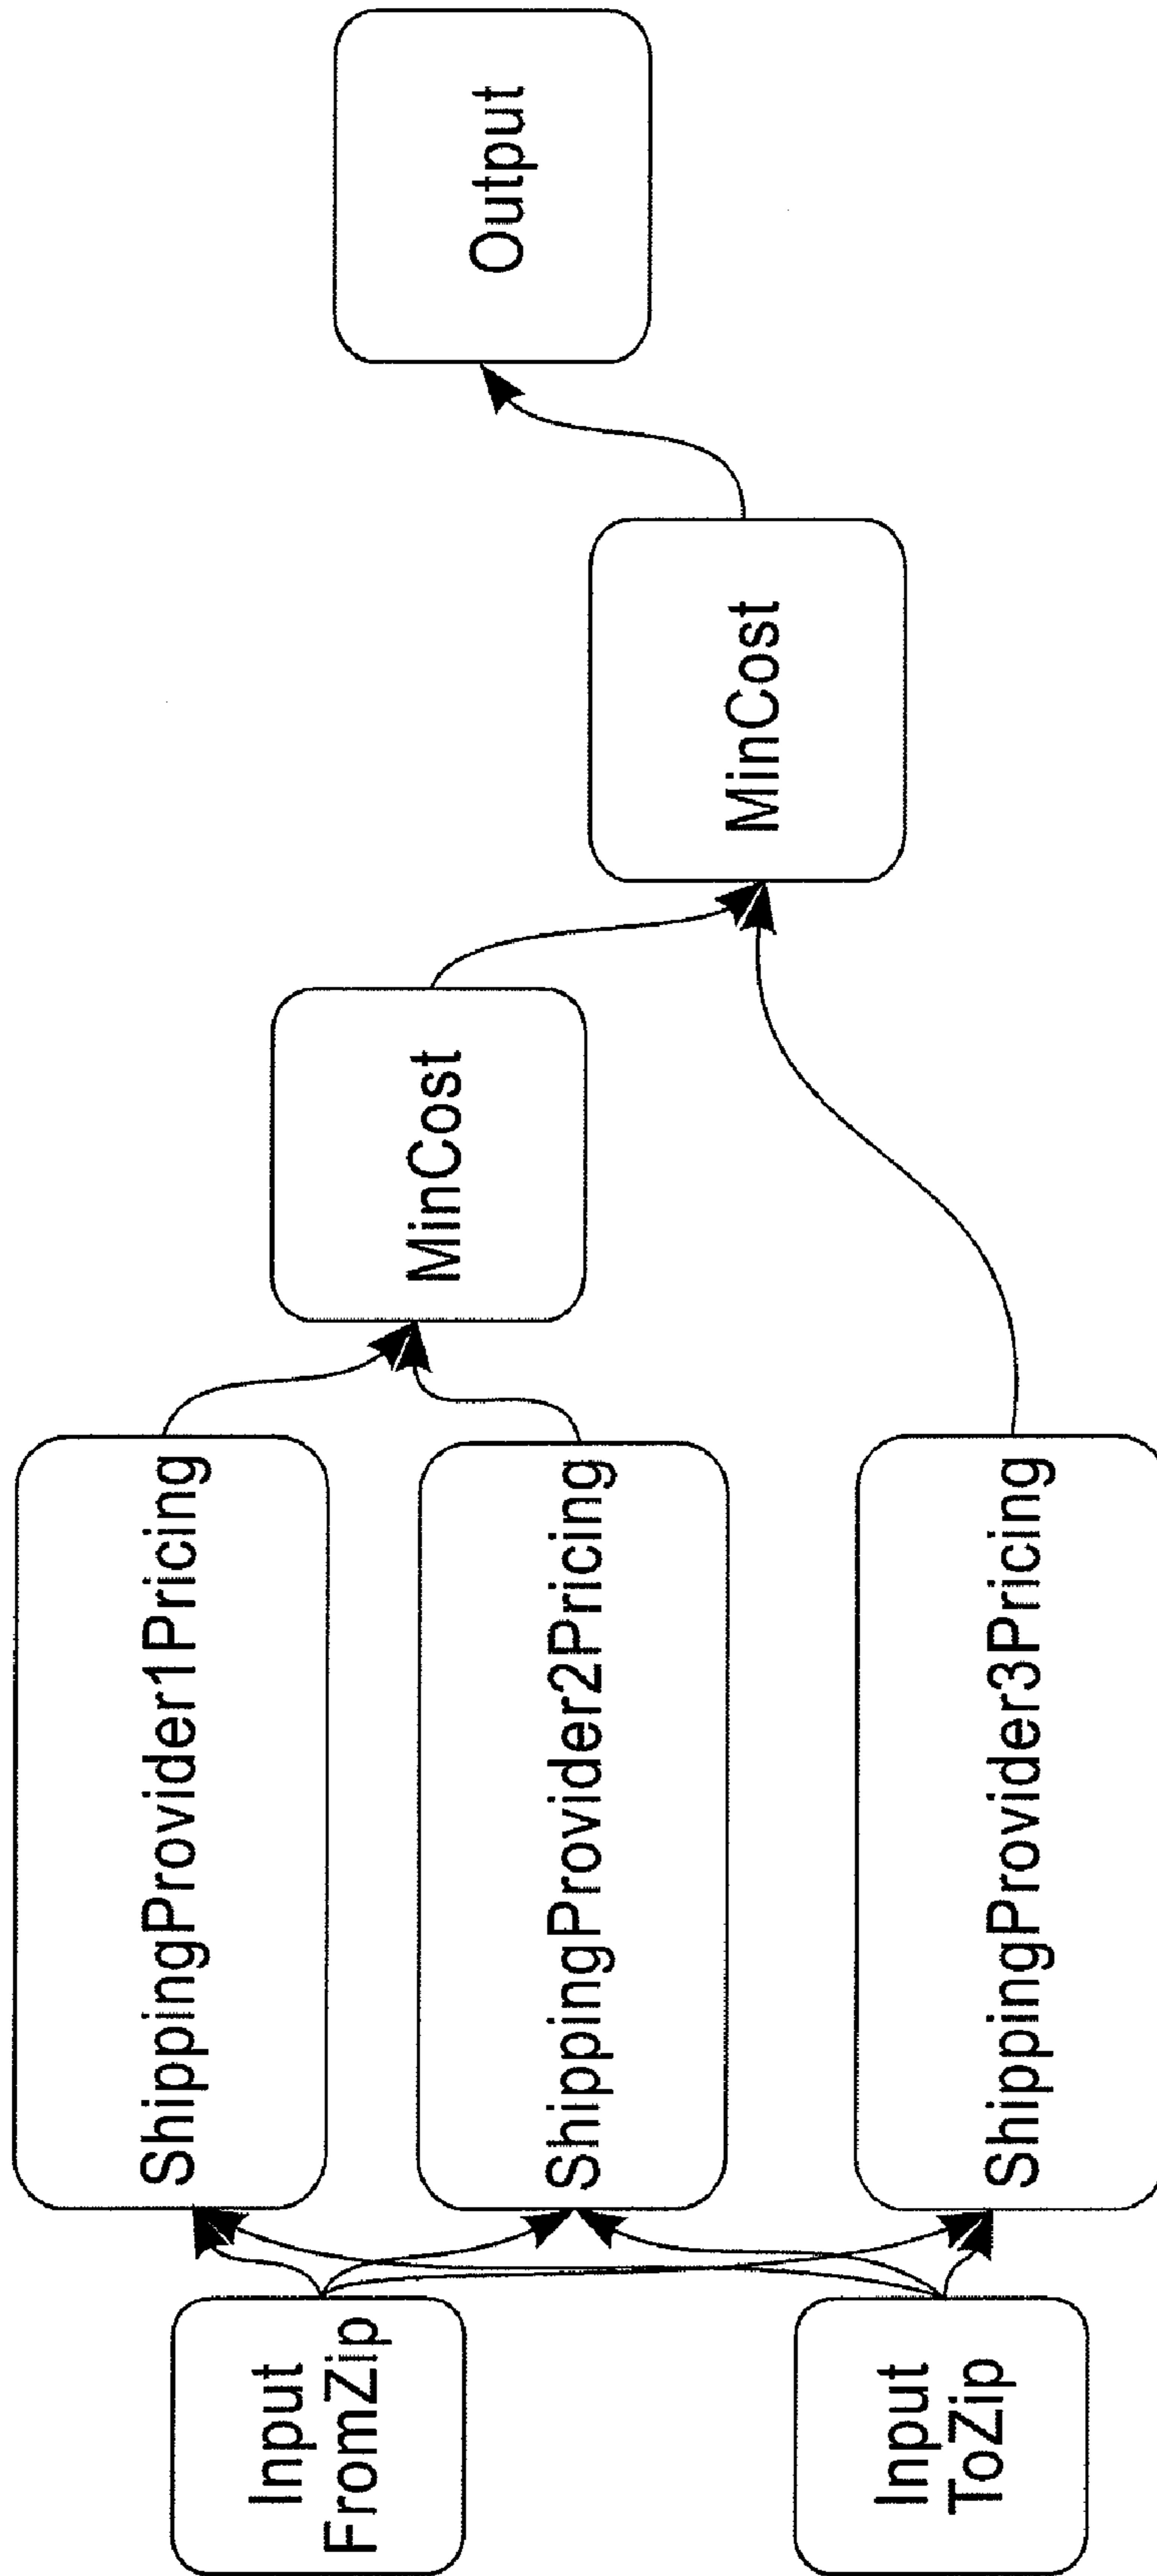 Input
FromZip
Input
ToZip
ShippingProvider1Pricing
ShippingProvider2Pricing
ShippingProvider3Pricing
MinCost
MinCost
Output